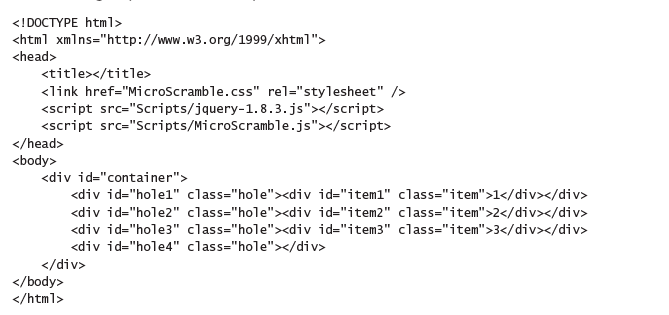 <!DOCTYPE html>
<html xmlns="http://www.w3.org/1999/xhtml">
<head>
    <title></title>
    <link href="MicroScramble.css" rel="stylesheet" />
    <script src="Scripts/jquery-1.8.3.js"></script>
    <script src="Scripts/MicroScramble.js"></script>
</head>
<body>
    <div id="container">
        <div id="hole1" class="hole"><div id="item1" class="item">1</div></div>
        <div id="hole2" class="hole"><div id="item2" class="item">2</div></div>
        <div id="hole3" class="hole"><div id="item3" class="item">3</div></div>
        <div id="hole4" class="hole"></div>
    </div>
</body>
</html>